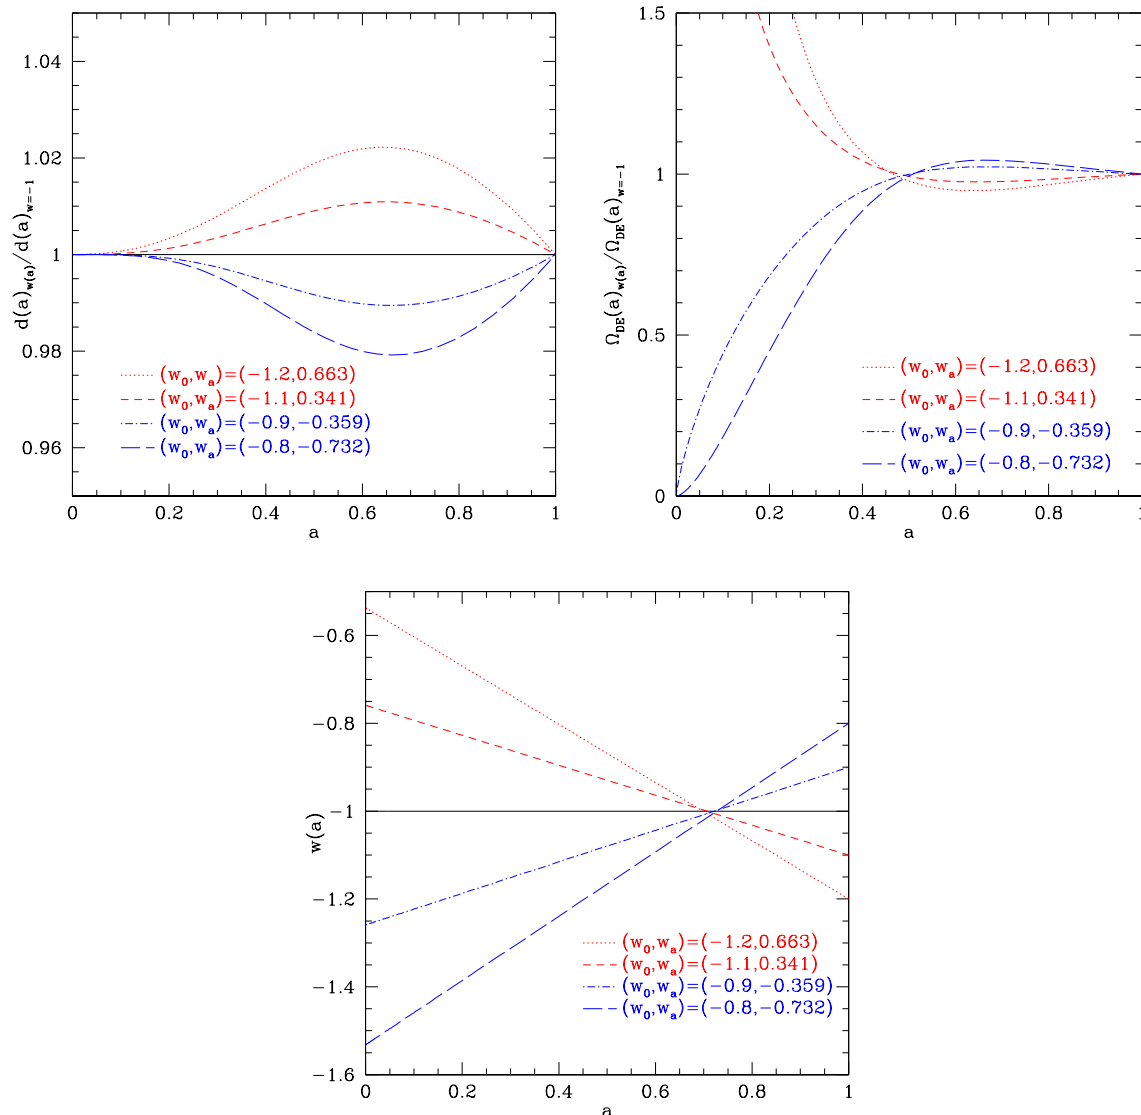 1.04
1.02
1
0.98
0.96
d(a)w(a)/d(a)w=−1
(w0,wa)=(−1.2,0.663)
(w0,wa)=(−1.1,0.341)
(w0,wa)=(−0.9,−0.359)
(w0,wa)=(−0.8,−0.732)
0 0.2 0.4 0.6 0.8 1
a
1.5
1
0.5
0
ΩDE(a)w(a)/ΩDE(a)w=−1
(w0,wa)=(−1.2,0.663)
(w0,wa)=(−1.1,0.341)
(w0,wa)=(−0.9,−0.359)
(w0,wa)=(−0.8,−0.732)
0 0.2 0.4 0.6 0.8 1
a
−0.6
−0.8
−1
−1.2
−1.4
−1.6
w(a)
(w0,wa)=(−1.2,0.663)
(w0,wa)=(−1.1,0.341)
(w0,wa)=(−0.9,−0.359)
(w0,wa)=(−0.8,−0.732)
0 0.2 0.4 0.6 0.8 1
a